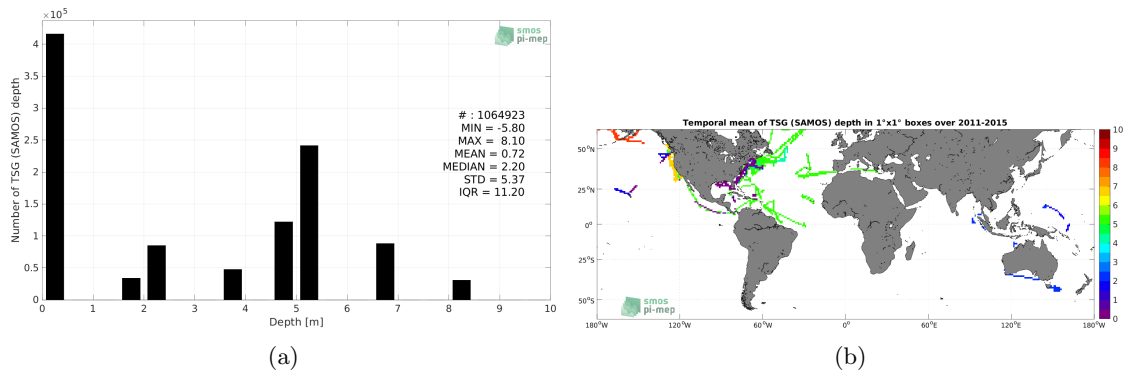 ×10⁵
smos
pi-mep
4
3.5
3
2.5
2
1.5
1
0.5
0
Number of TSG (SAMOS) depth
# : 1064923
MIN = -5.80
MAX = 8.10
MEAN = 0.72
MEDIAN = 2.20
STD = 5.37
IQR = 11.20
0 1 2 3 4 5 6 7 8 9 10
Depth [m]
(a)
Temporal mean of TSG (SAMOS) depth in 1°x1° boxes over 2011-2015
50°N
25°N
0°
25°S
50°S
smos
pi-mep
180°W 120°W 60°W 0° 60°E 120°E 180°W
10
9
8
7
6
5
4
3
2
1
0
(b)